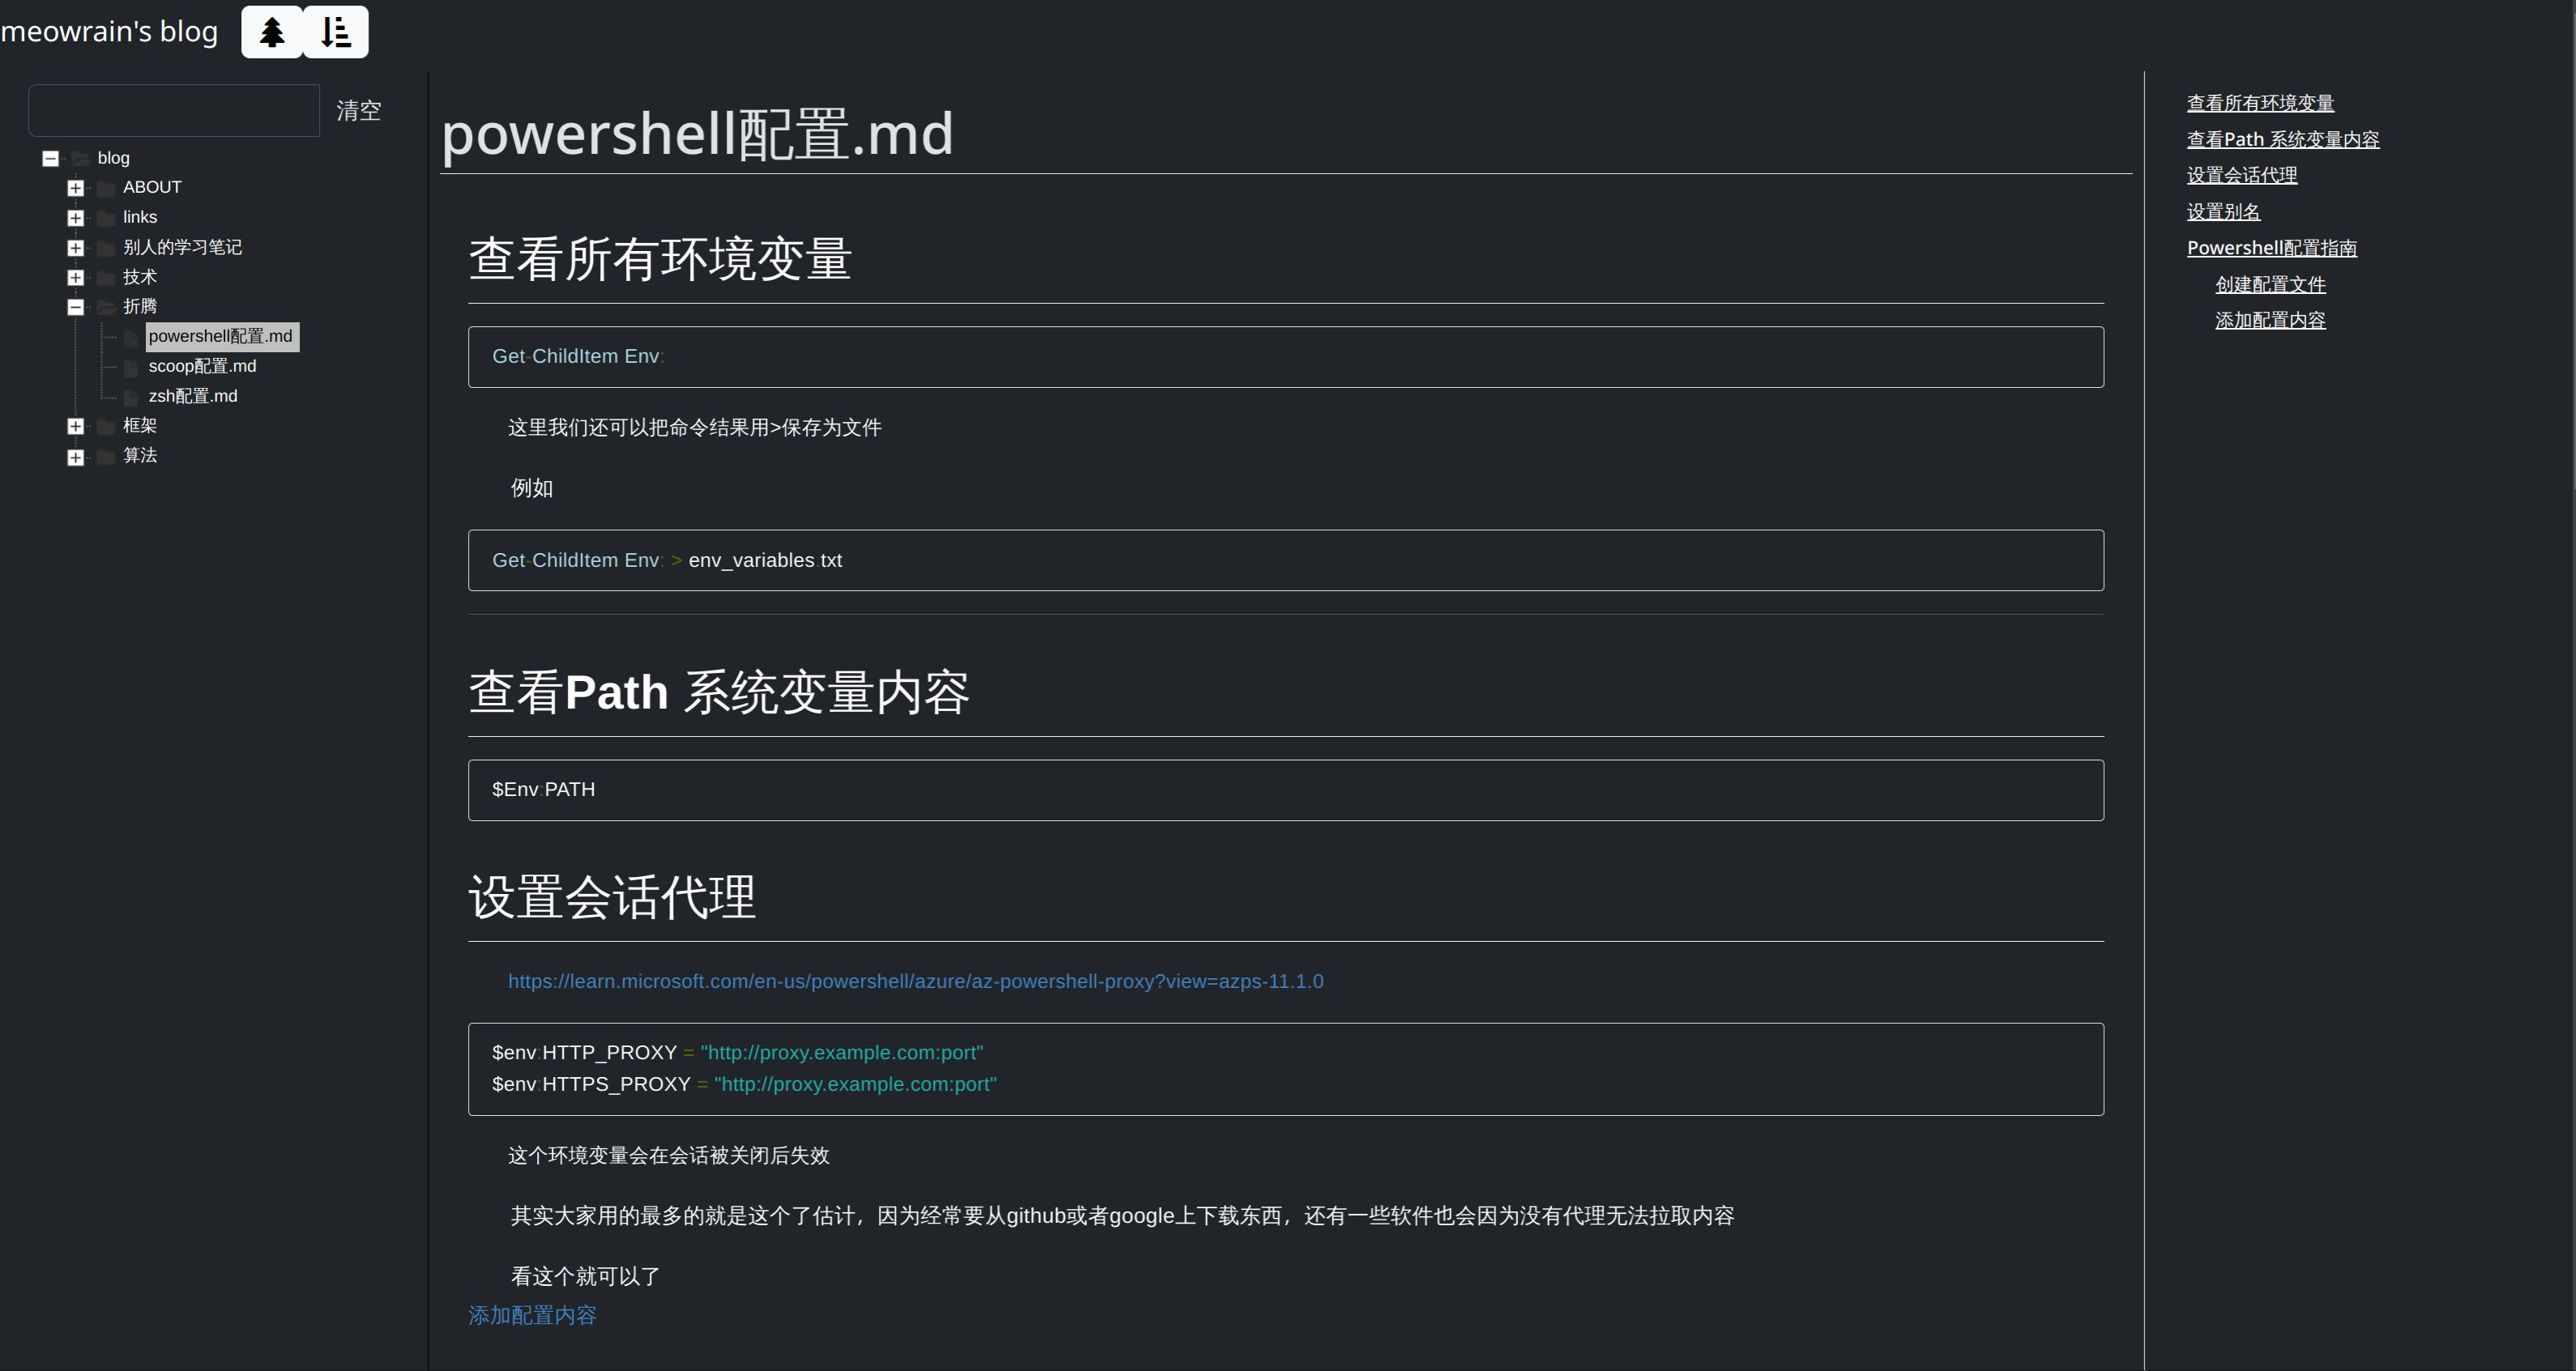 meowrain's blog
清空
blog
ABOUT
links
别人的学习笔记
技术
折腾
powershell配置.md
scoop配置.md
zsh配置.md
框架
算法
powershell配置.md
查看所有环境变量
Get-ChildItem Env:
这里我们还可以把命令结果用>保存为文件
例如
Get-ChildItem Env: > env_variables.txt
查看Path 系统变量内容
$Env:PATH
设置会话代理
https://learn.microsoft.com/en-us/powershell/azure/az-powershell-proxy?view=azps-11.1.0
$env:HTTP_PROXY = "http://proxy.example.com:port"
$env:HTTPS_PROXY = "http://proxy.example.com:port"
这个环境变量会在会话被关闭后失效
其实大家用的最多的就是这个了估计，因为经常要从github或者google上下载东西，还有一些软件也会因为没有代理无法拉取内容
看这个就可以了
添加配置内容
查看所有环境变量
查看Path 系统变量内容
设置会话代理
设置别名
Powershell配置指南
创建配置文件
添加配置内容